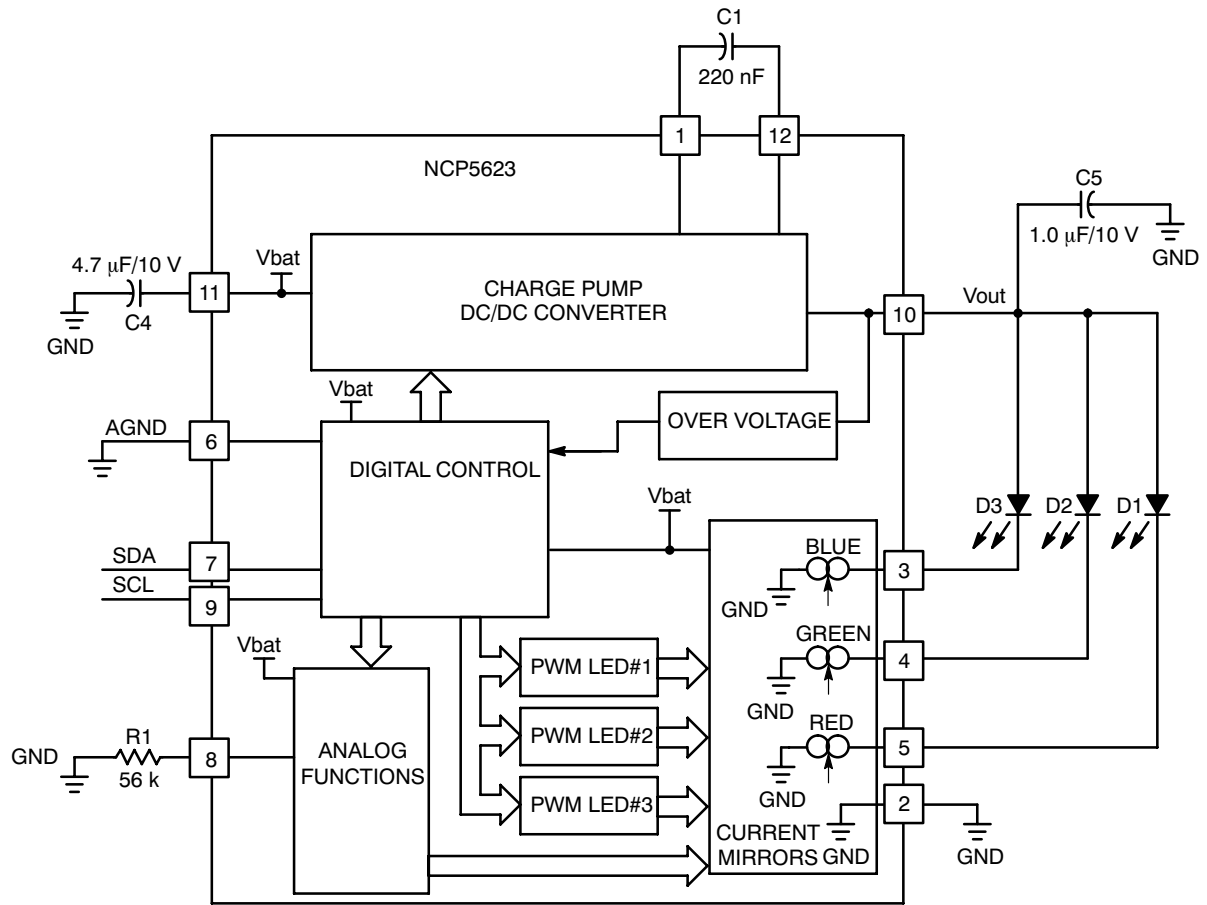 C1
220 nF
1
12
NCP5623
C5
1.0 μF/10 V
GND
4.7 μF/10 V
Vbat
11
C4
GND
CHARGE PUMP
DC/DC CONVERTER
Vout
10
Vbat
AGND
6
OVER VOLTAGE
DIGITAL CONTROL
Vbat
D3
D2
D1
SDA
7
SCL
9
BLUE
3
GND
GREEN
4
GND
Vbat
PWM LED#1
RED
5
GND
PWM LED#2
GND
R1
56 k
8
ANALOG
FUNCTIONS
PWM LED#3
2
GND
GND
CURRENT
MIRRORS